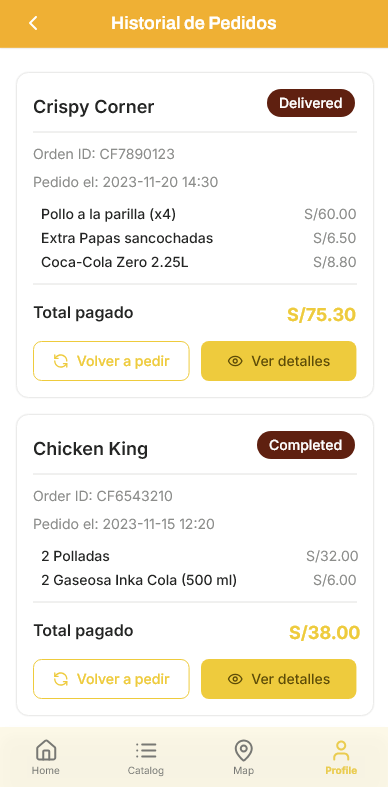 Historial de Pedidos
Crispy Corner Delivered
Orden ID: CF7890123
Pedido el: 2023-11-20 14:30
Pollo a la parilla (x4) S/60.00
Extra Papas sancochadas S/6.50
Coca-Cola Zero 2.25L S/8.80
Total pagado S/75.30
Volver a pedir Ver detalles
Chicken King Completed
Order ID: CF6543210
Pedido el: 2023-11-15 12:20
2 Polladas S/32.00
2 Gaseosa Inka Cola (500 ml) S/6.00
Total pagado S/38.00
Volver a pedir Ver detalles
Home Catalog Map Profile